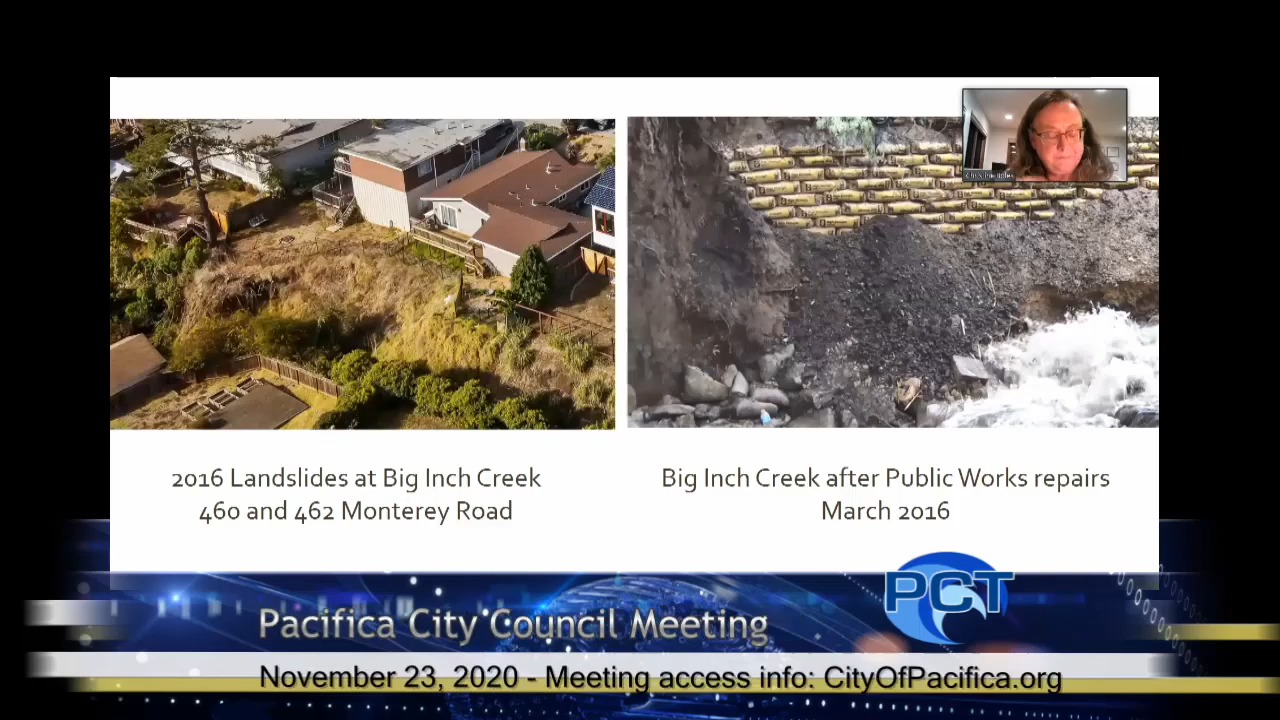 2016 Landslides at Big Inch Creek
460 and 462 Monterey Road
Big Inch Creek after Public Works repairs
March 2016
PCT
Pacifica City Council Meeting
November 23, 2020 - Meeting access info: CityOfPacifica.org